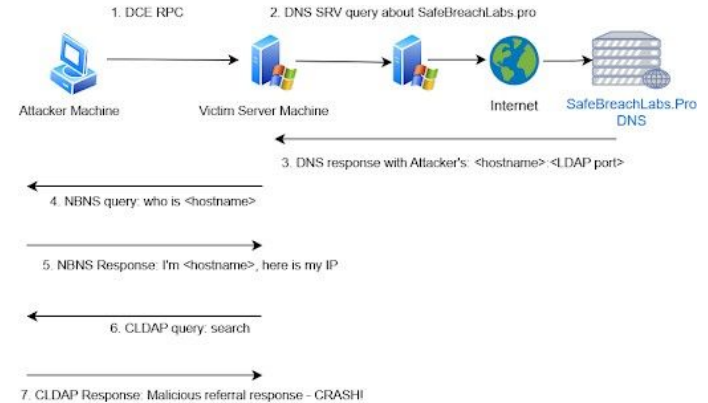 1. DCE RPC
2. DNS SRV query about SafeBreachLabs.pro
Attacker Machine
Victim Server Machine
Internet
SafeBreachLabs.Pro
DNS
3. DNS response with Attacker's: <hostname>:<LDAP port>
4. NBNS query: who is <hostname>
5. NBNS Response: I'm <hostname>, here is my IP
6. CLDAP query: search
7. CLDAP Response: Malicious referral response - CRASH!